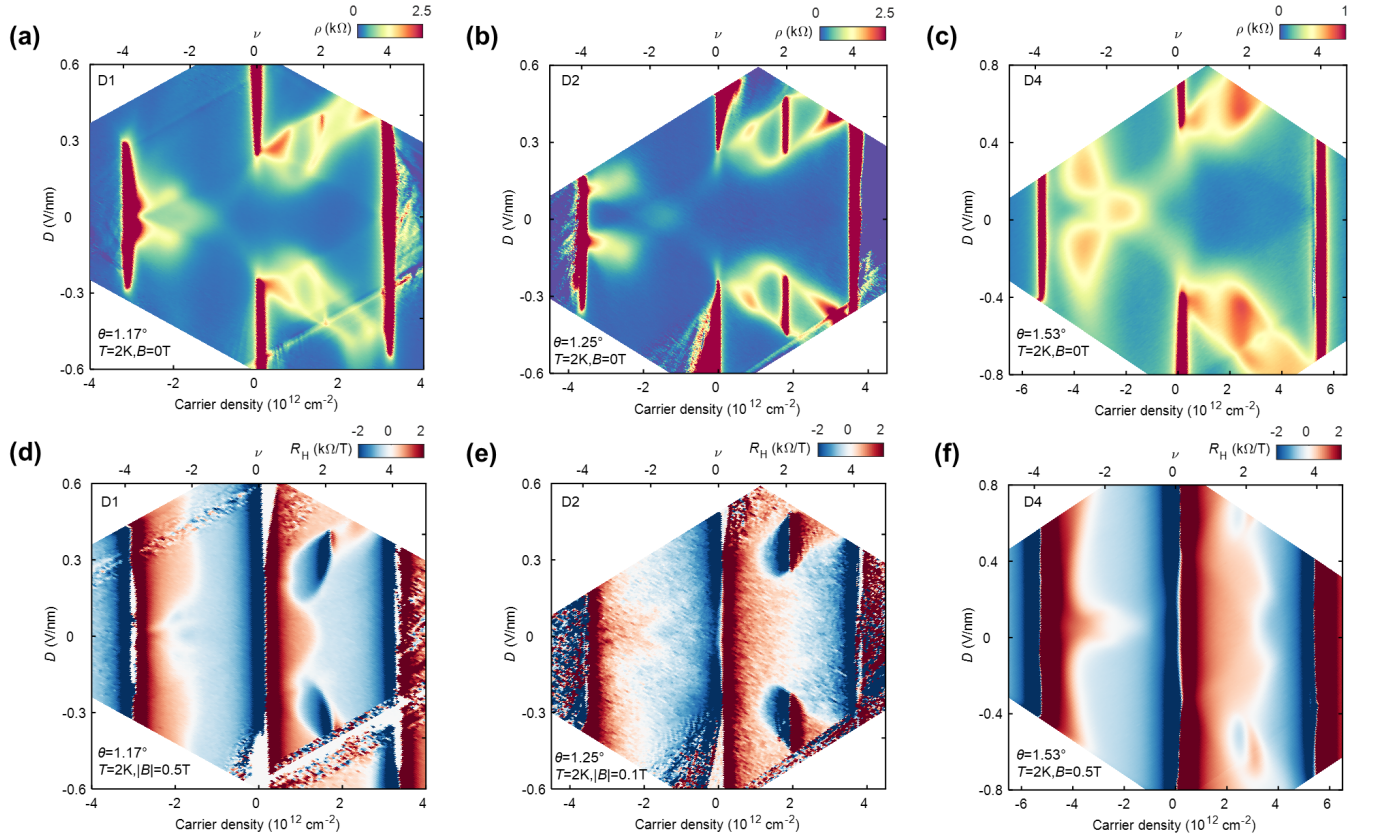 (a)
0 2.5
ρ (kΩ)
-4 -2 ν 0 2 4
D1
0.6
0.3
0
-0.3
-0.6
D (V/nm)
θ=1.17°
T=2K,B=0T
-4 -2 0 2 4
Carrier density (10¹² cm⁻²)
(b)
0 2.5
ρ (kΩ)
-4 -2 ν 0 2 4
D2
0.6
0.3
0
-0.3
-0.6
θ=1.25°
T=2K,B=0T
-4 -2 0 2 4
Carrier density (10¹² cm⁻²)
(c)
0 1
ρ (kΩ)
-4 -2 ν 0 2 4
D4
0.8
0.4
0
-0.4
-0.8
D (V/nm)
θ=1.53°
T=2K,B=0T
-6 -4 -2 0 2 4 6
Carrier density (10¹² cm⁻²)
(d)
-2 0 2
R_H (kΩ/T)
-4 -2 ν 0 2 4
D1
0.6
0.3
0
-0.3
-0.6
D (V/nm)
θ=1.17°
T=2K,|B|=0.5T
-4 -2 0 2 4
Carrier density (10¹² cm⁻²)
(e)
-2 0 2
R_H (kΩ/T)
-4 -2 ν 0 2 4
D2
0.6
0.3
0
-0.3
-0.6
θ=1.25°
T=2K,|B|=0.1T
-4 -2 0 2 4
Carrier density (10¹² cm⁻²)
(f)
-2 0 2
R_H (kΩ/T)
-4 -2 ν 0 2 4
D4
0.8
0.4
0
-0.4
-0.8
D (V/nm)
θ=1.53°
T=2K,B=0.5T
-6 -4 -2 0 2 4 6
Carrier density (10¹² cm⁻²)